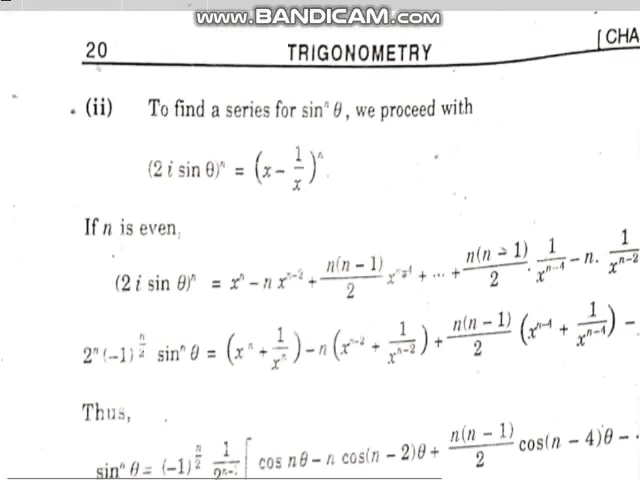 WWW.BANDICAM.COM
20 TRIGONOMETRY [CHA
(ii) To find a series for sinⁿ θ, we proceed with
(2 i sin θ)ⁿ = (x − 1/x)ⁿ
If n is even,
(2 i sin θ)ⁿ = xⁿ − n xⁿ⁻² + n(n − 1)/2 xⁿ⁻⁴ + ... + n(n − 1)/2 . 1/xⁿ⁻⁴ − n. 1/xⁿ⁻²
2ⁿ (−1)^(n/2) sinⁿ θ = (xⁿ + 1/xⁿ) − n (xⁿ⁻² + 1/xⁿ⁻²) + n(n − 1)/2 (xⁿ⁻⁴ + 1/xⁿ⁻⁴) −
Thus,
sinⁿ θ = (−1)^(n/2) 1/2ⁿ⁻¹ [ cos nθ − n cos(n − 2)θ + n(n − 1)/2 cos(n − 4)θ −